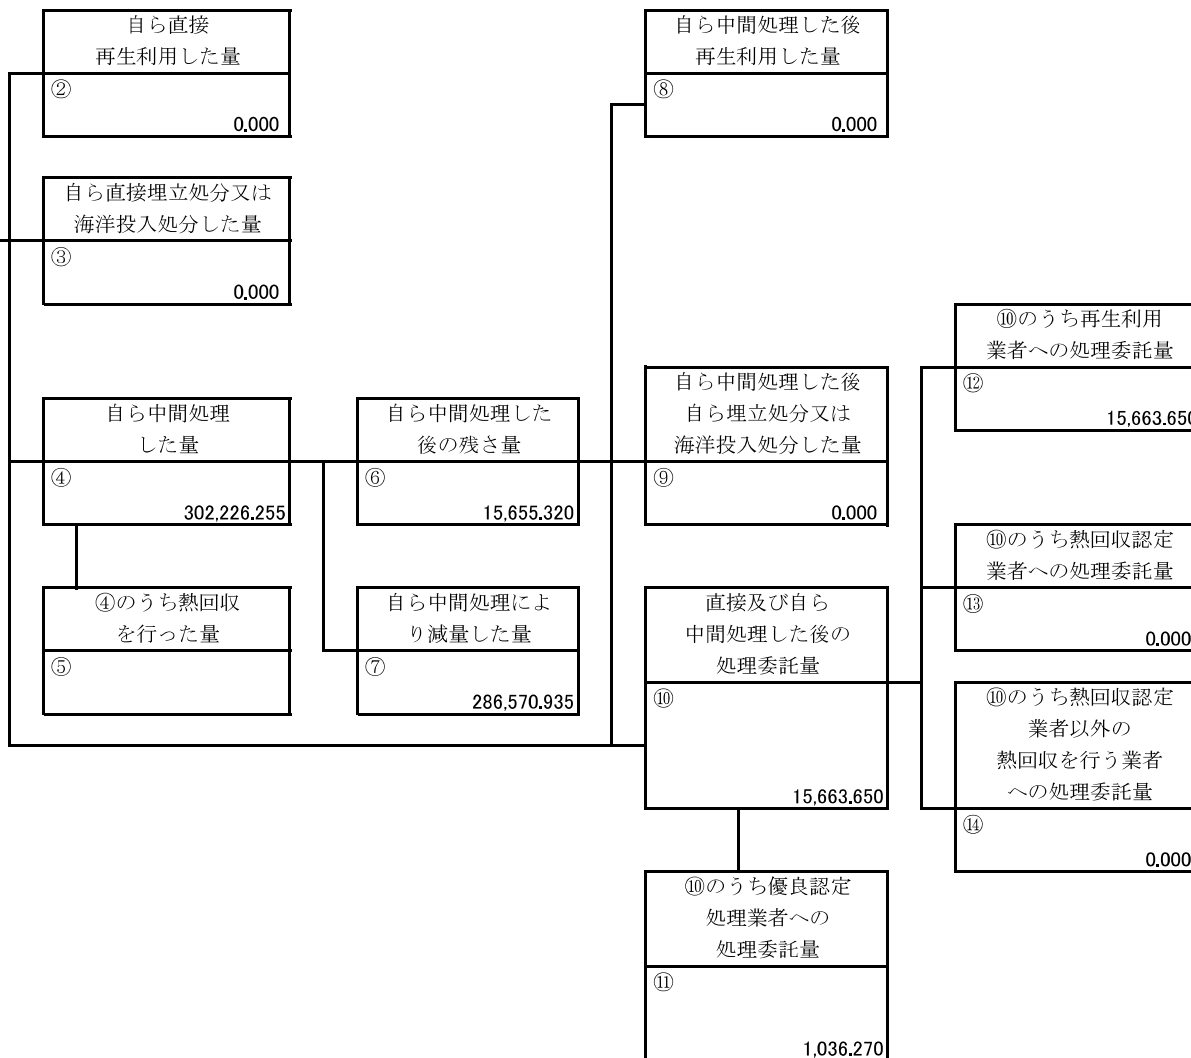 自ら直接
再生利用した量
②
0.000
自ら中間処理した後
再生利用した量
⑧
0.000
自ら直接埋立処分又は
海洋投入処分した量
③
0.000
⑩のうち再生利用
業者への処理委託量
⑫
15,663.650
自ら中間処理
した量
④
302,226.255
自ら中間処理した
後の残さ量
⑥
15,655.320
自ら中間処理した後
自ら埋立処分又は
海洋投入処分した量
⑨
0.000
⑩のうち熱回収認定
業者への処理委託量
⑬
0.000
④のうち熱回収
を行った量
⑤
自ら中間処理によ
り減量した量
⑦
286,570.935
直接及び自ら
中間処理した後の
処理委託量
⑩
15,663.650
⑩のうち熱回収認定
業者以外の
熱回収を行う業者
への処理委託量
⑭
0.000
⑩のうち優良認定
処理業者への
処理委託量
⑪
1,036.270